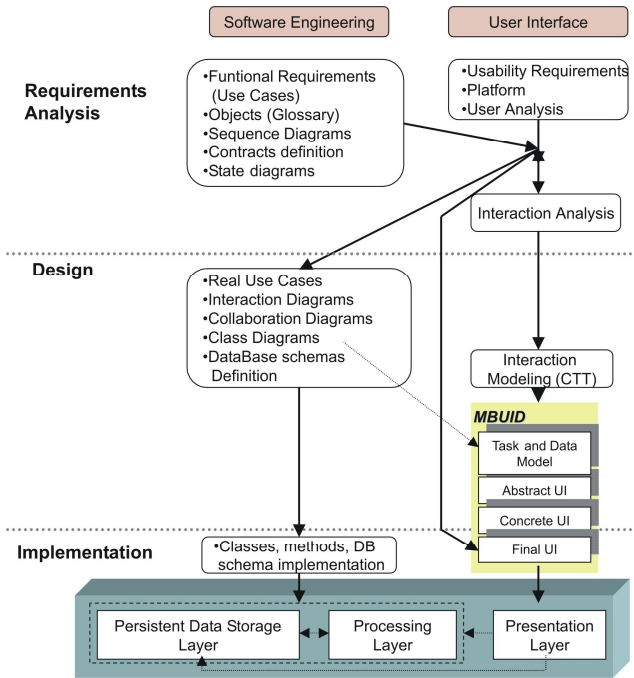 Software Engineering
User Interface
Requirements
Analysis
•Funtional Requirements
(Use Cases)
•Objects (Glossary)
•Sequence Diagrams
•Contracts definition
•State diagrams
•Usability Requirements
•Platform
•User Analysis
Interaction Analysis
Design
•Real Use Cases
•Interaction Diagrams
•Collaboration Diagrams
•Class Diagrams
•DataBase schemas
Definition
Interaction
Modeling (CTT)
MBUID
Task and Data
Model
Abstract UI
Concrete UI
Final UI
Implementation
•Classes, methods, DB
schema implementation
Persistent Data Storage
Layer
Processing
Layer
Presentation
Layer